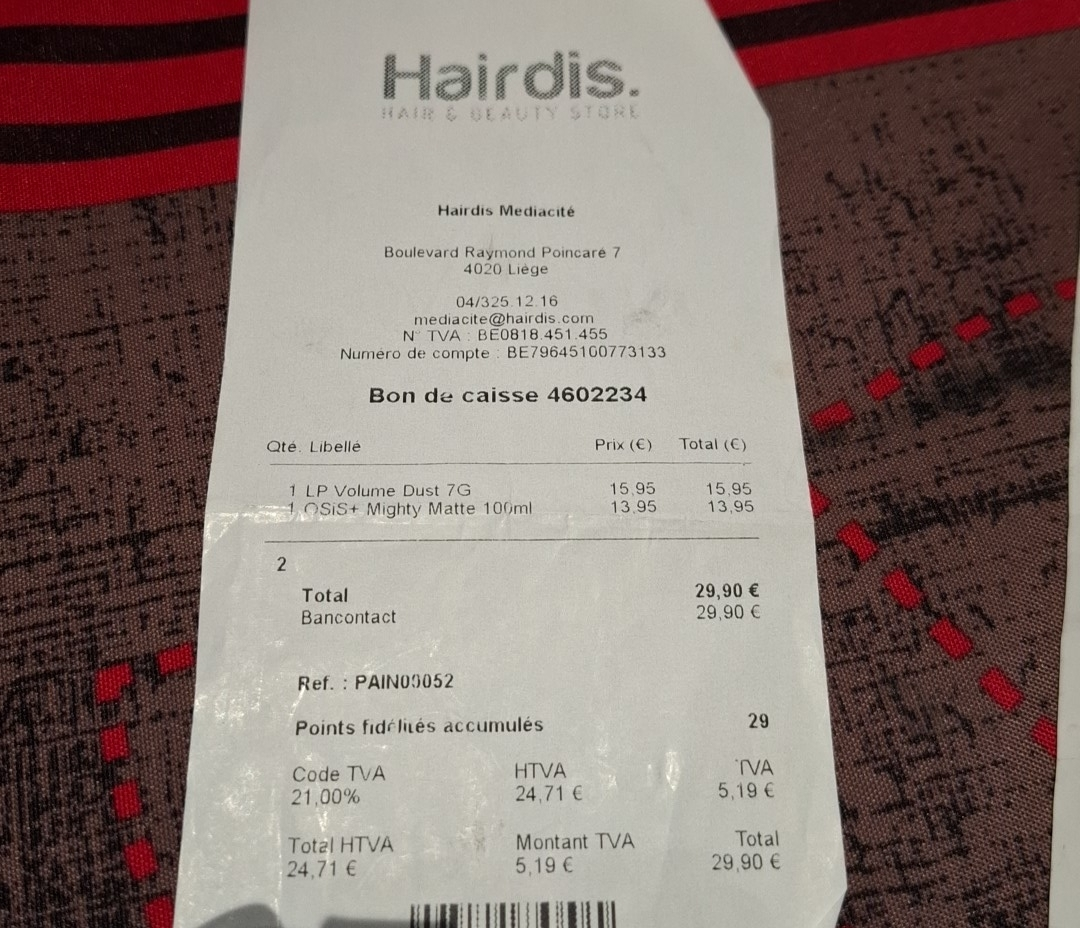 Hairdis.
HAIR & BEAUTY STORE
Hairdis Mediacité
Boulevard Raymond Poincaré 7
4020 Liège
04/325.12.16
mediacite@hairdis.com
N° TVA : BE0818.451.455
Numéro de compte : BE79645100773133
Bon de caisse 4602234
Qté. Libellé Prix (€) Total (€)
1 LP Volume Dust 7G 15,95 15,95
1 OSiS+ Mighty Matte 100ml 13,95 13,95
2
Total 29,90 €
Bancontact 29,90 €
Ref. : PAIN00052
Points fidélités accumulés 29
Code TVA HTVA TVA
21,00% 24,71 € 5,19 €
Total HTVA Montant TVA Total
24,71 € 5,19 € 29,90 €